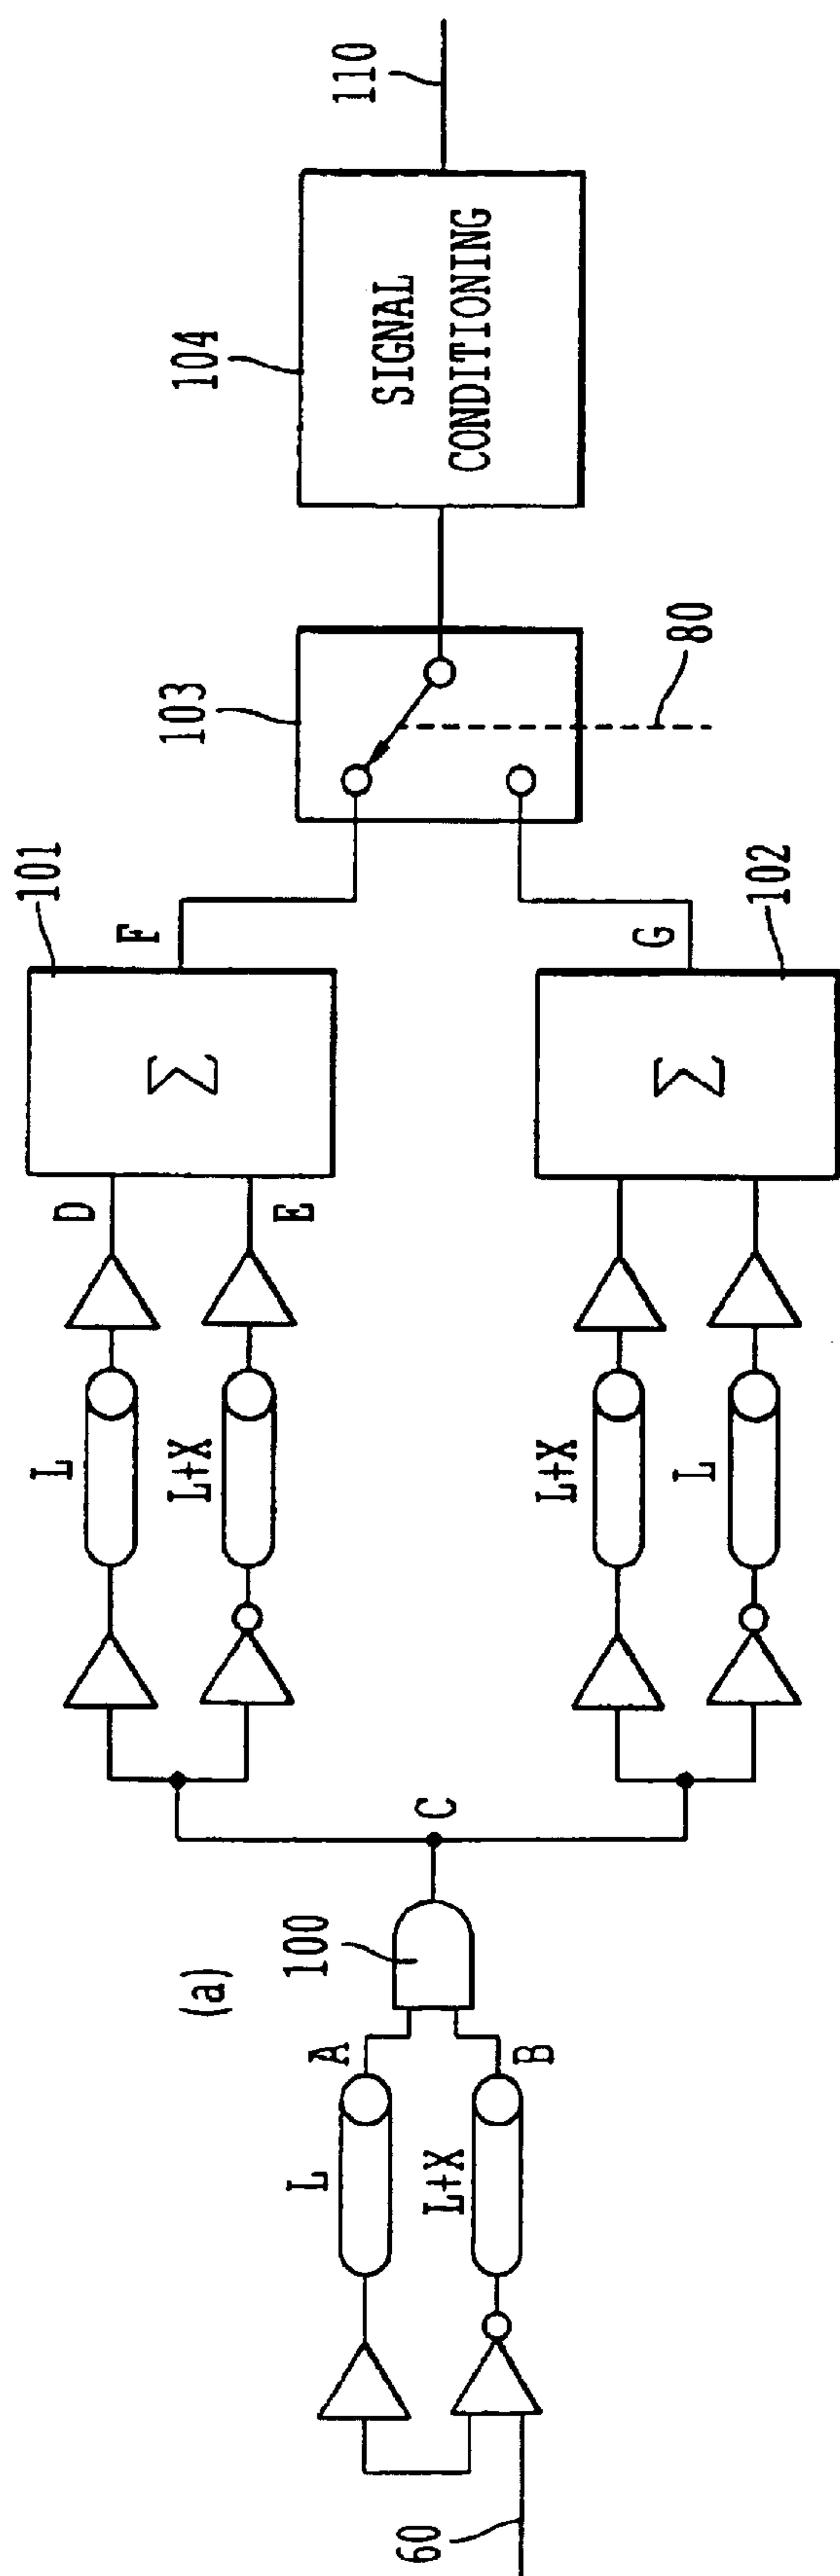 (a)
60
L
L+X
A
B
100
C
L
L+X
D
E
101
Σ
F
L+X
L
102
Σ
G
103
80
104
SIGNAL
CONDITIONING
110